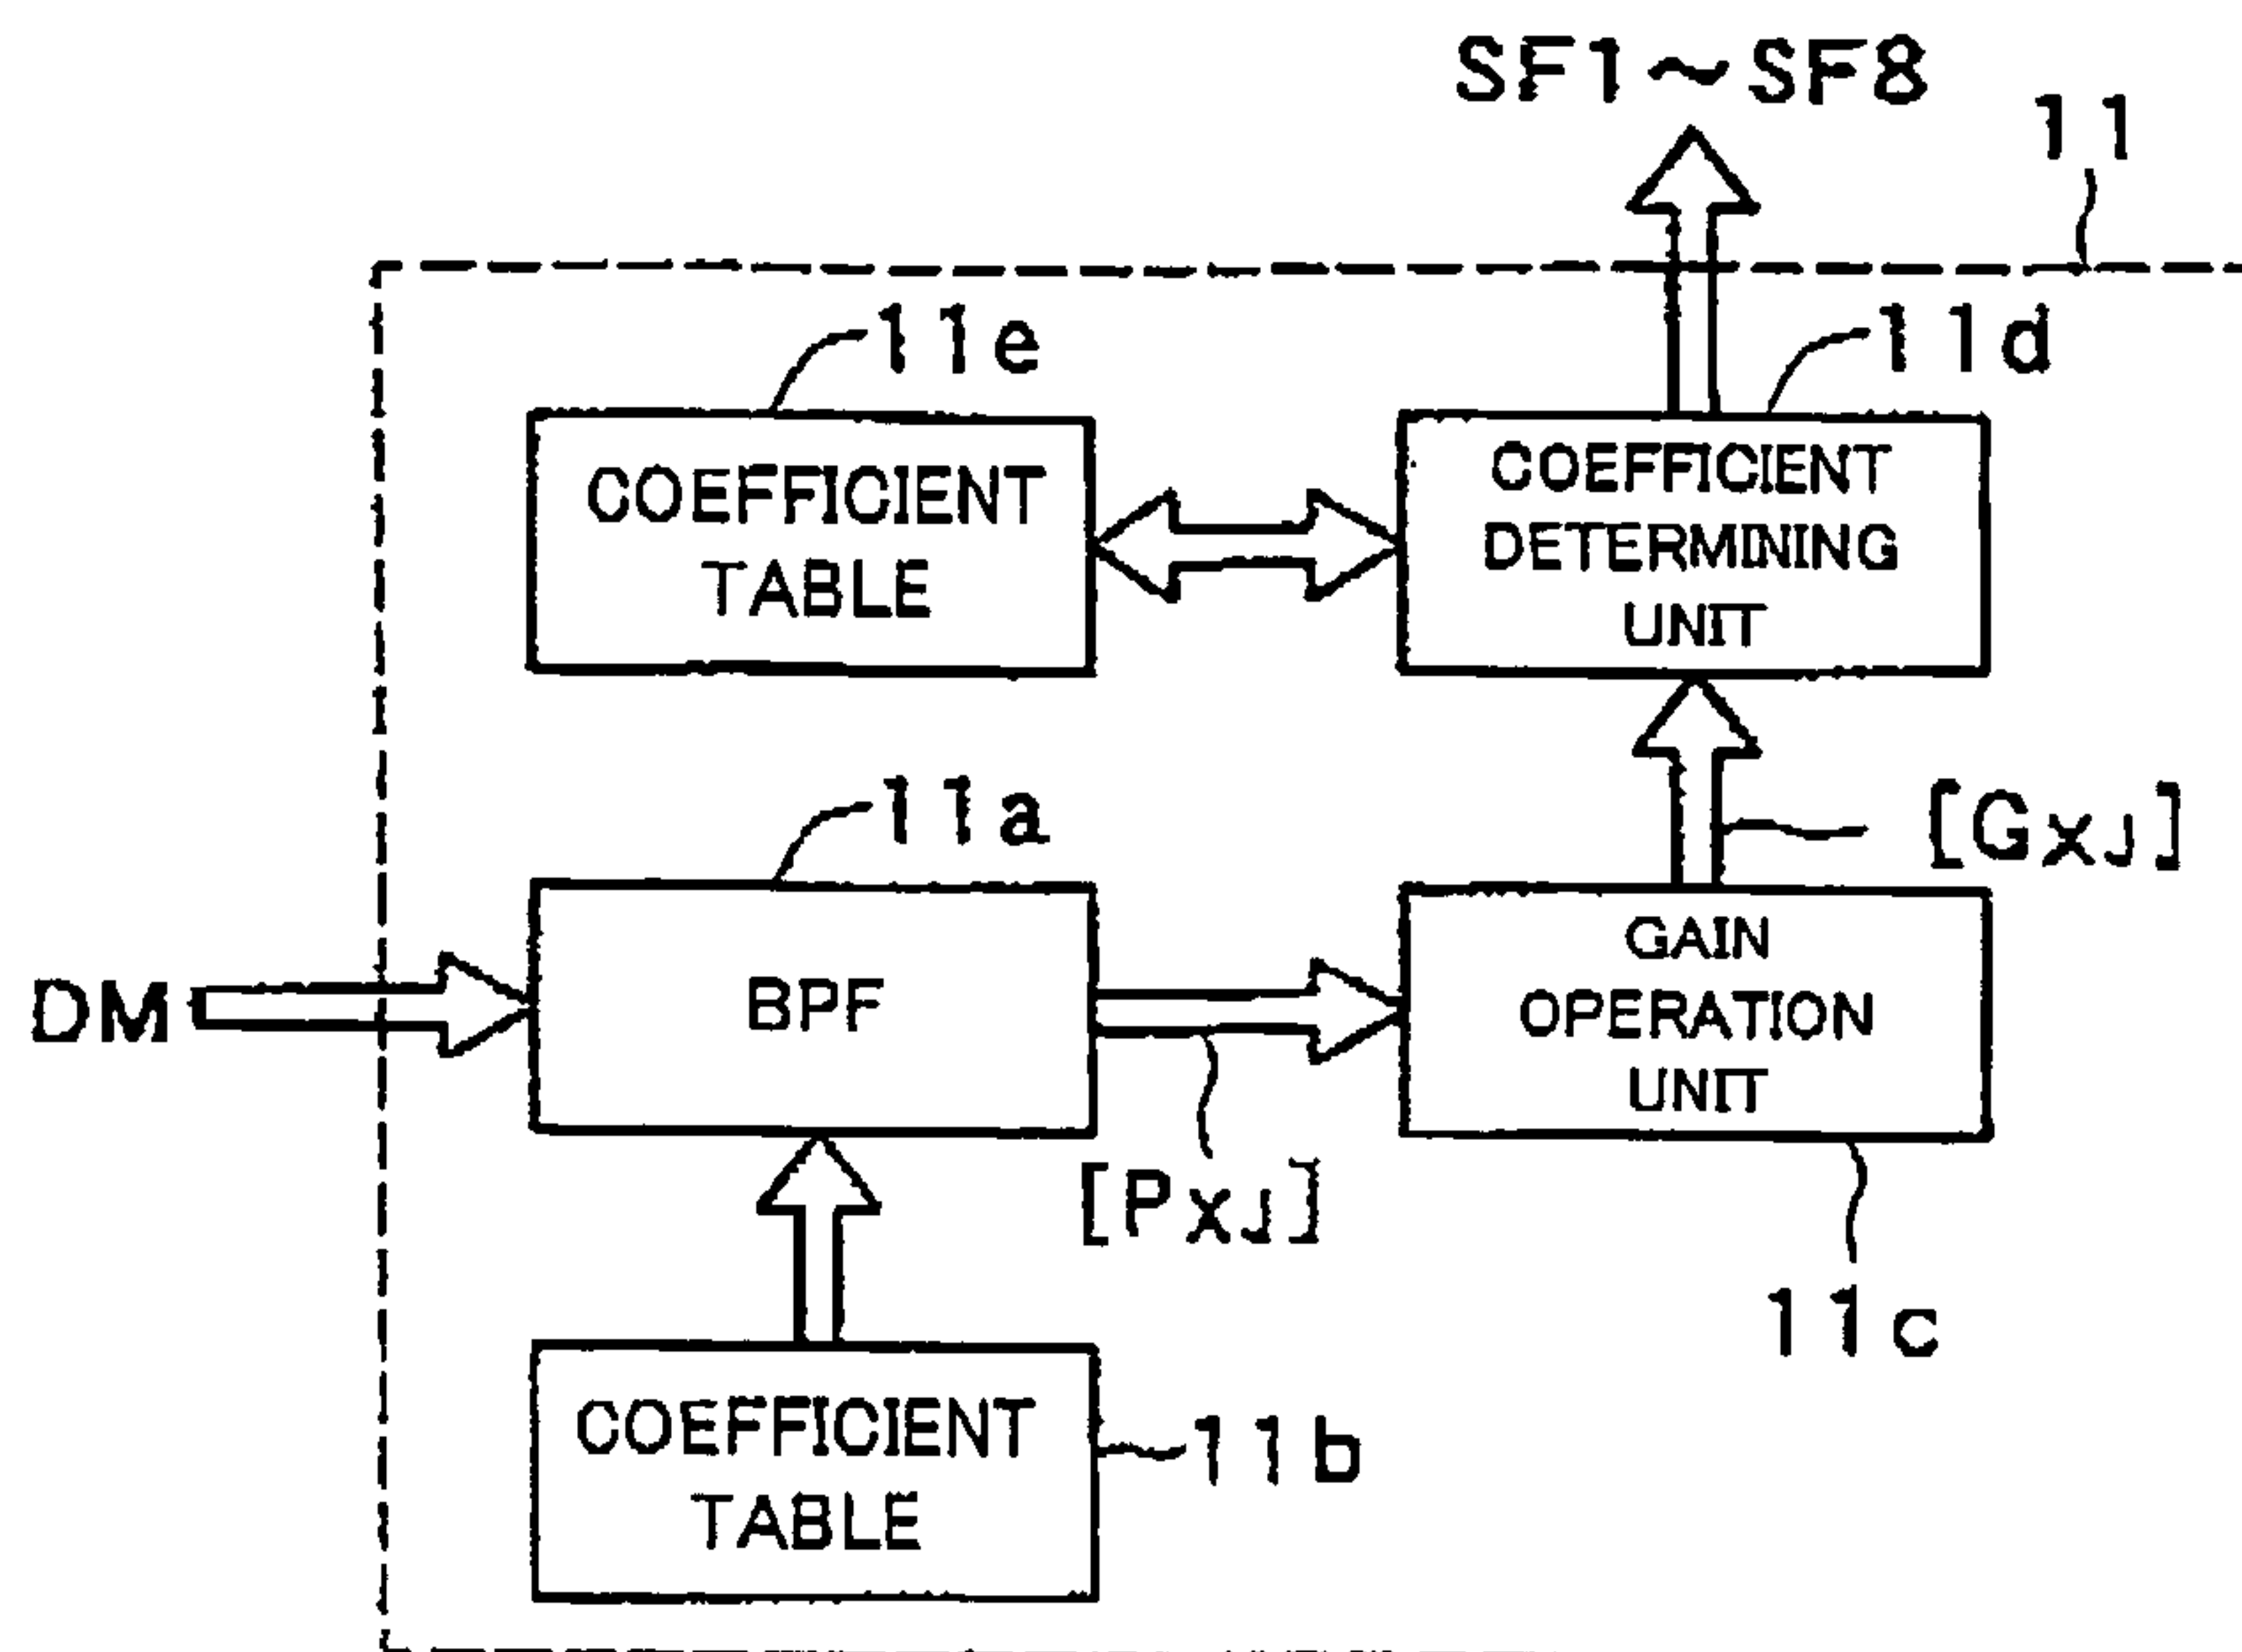 SF1~SF8
11
11e
11d
COEFFICIENT
TABLE
COEFFICIENT
DETERMINING
UNIT
11a
[GXJ]
DM
BPF
GAIN
OPERATION
UNIT
[PXJ]
11c
COEFFICIENT
TABLE
11b